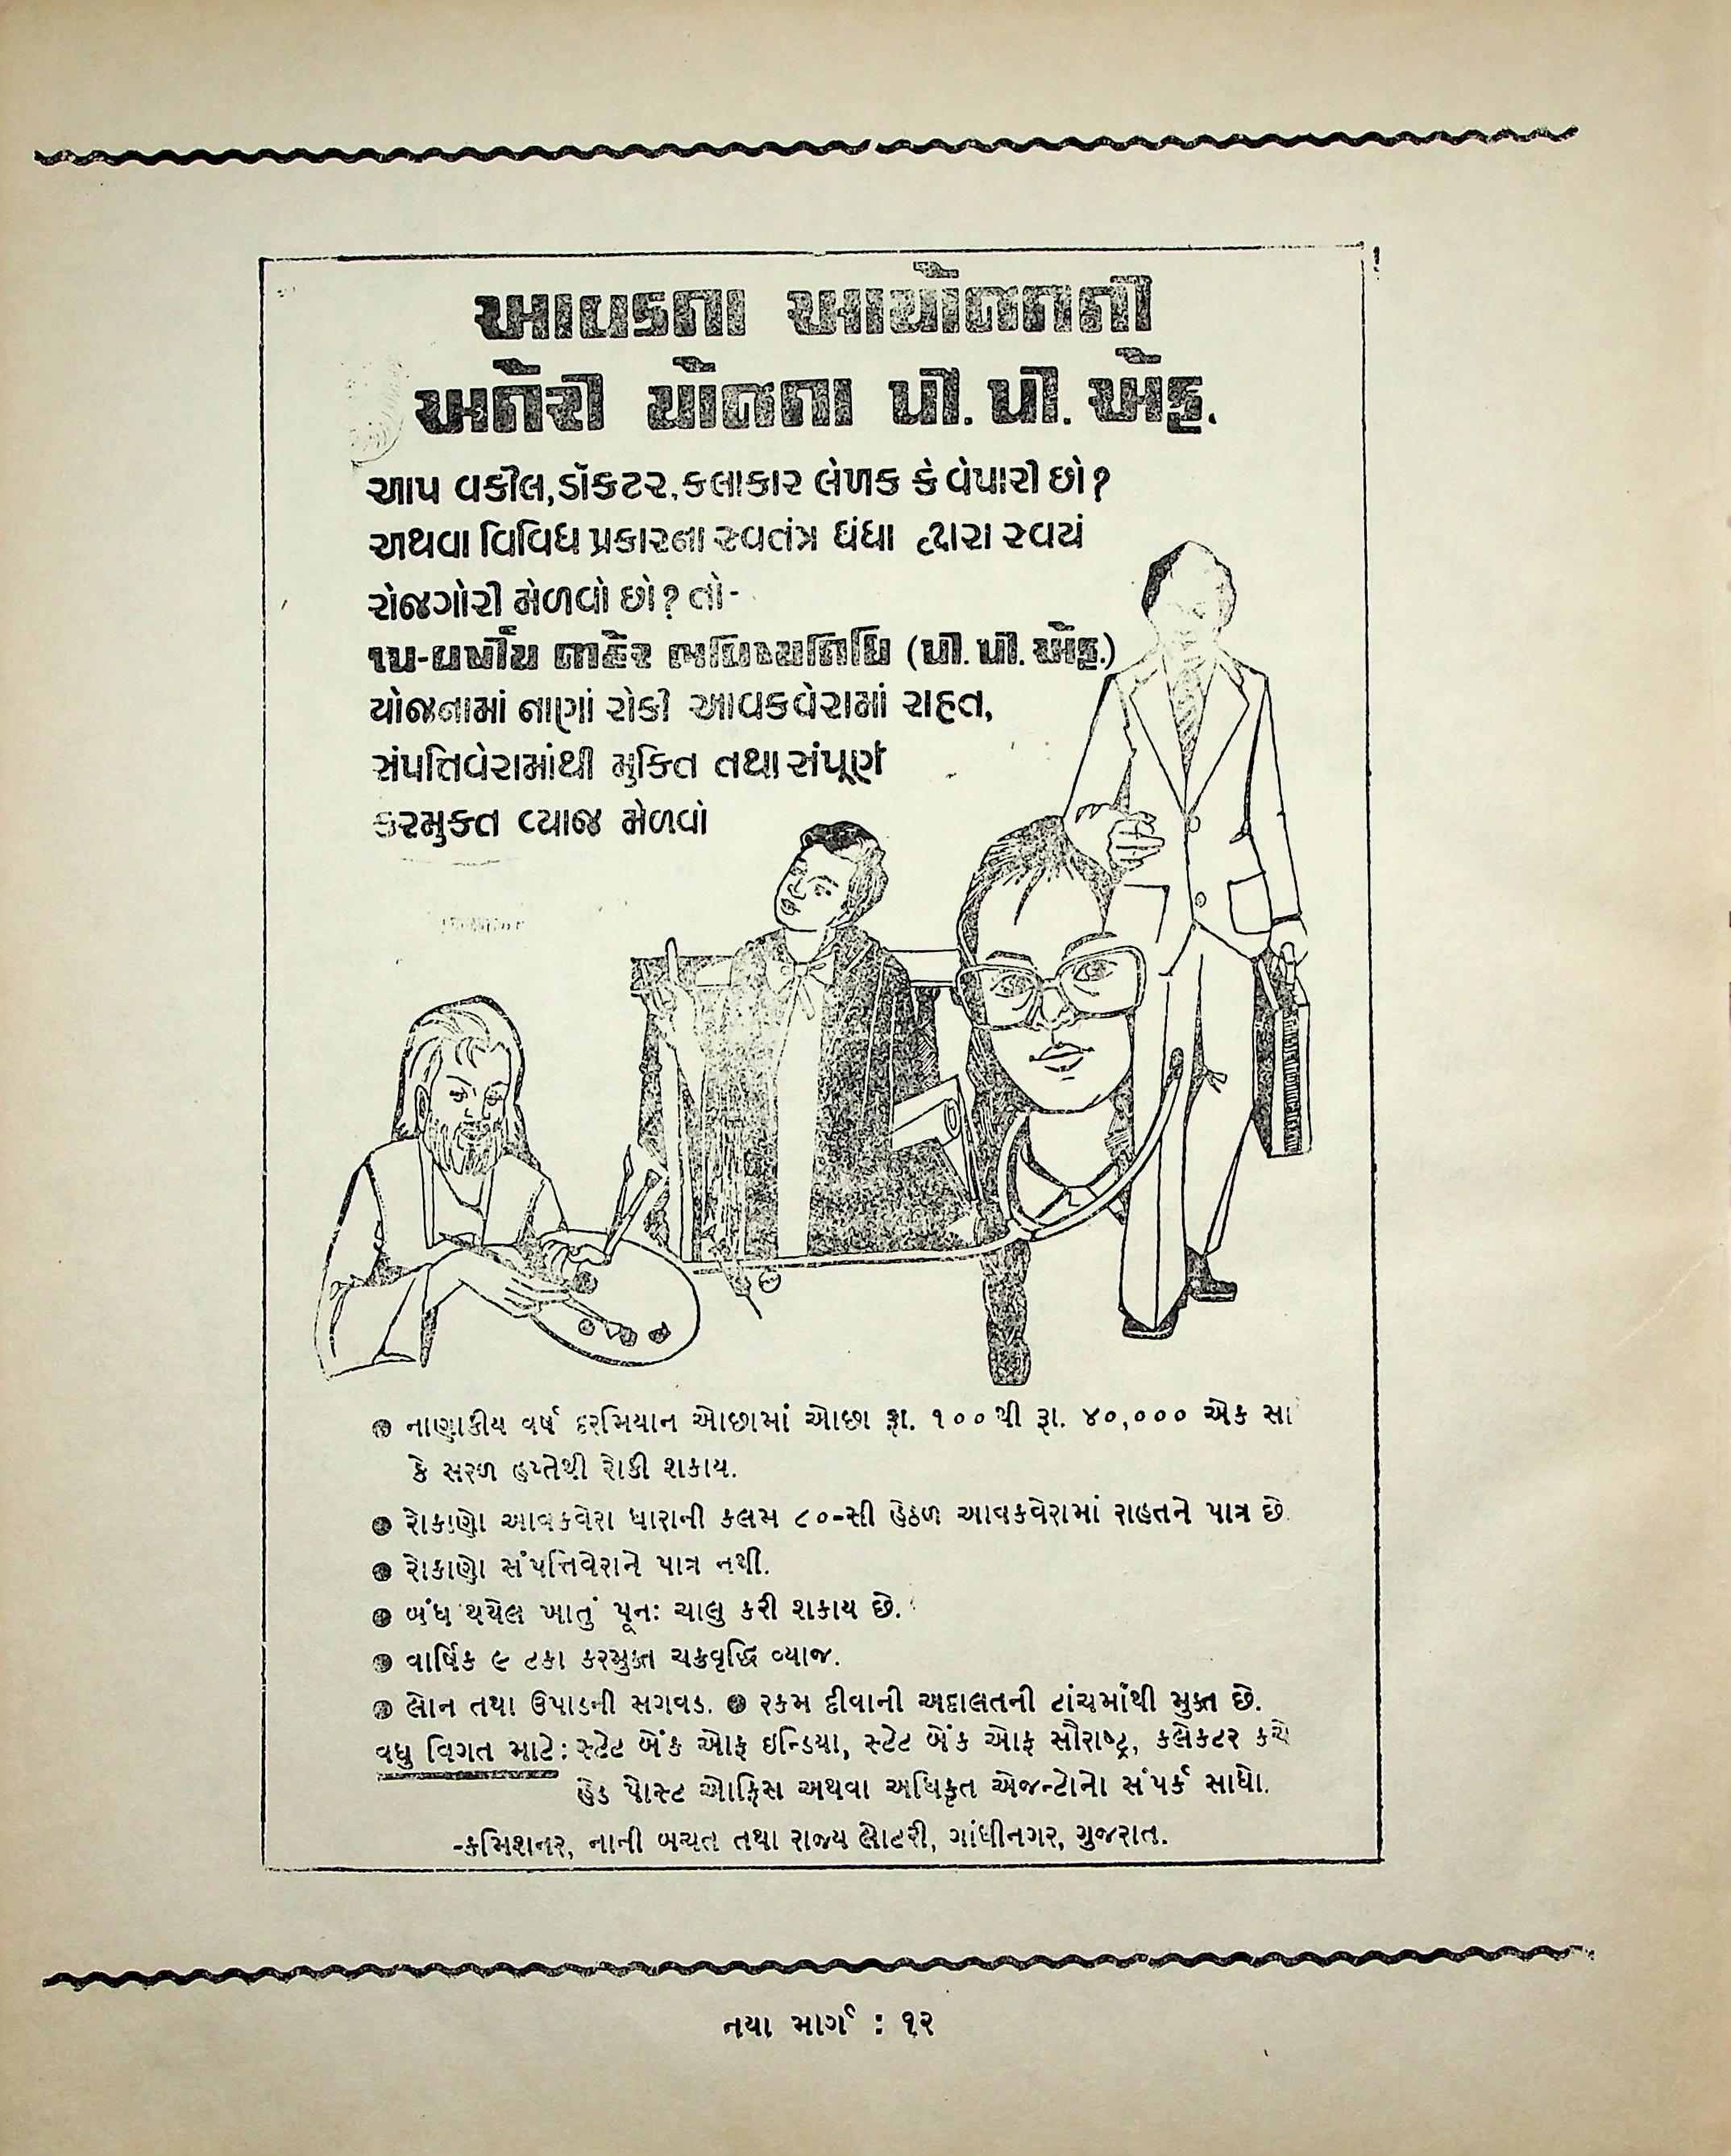 આવકના આયોજનની
અનેરી યોજના પી. પી. એફ.
આપ વકીલ, ડૉકટર, કલાકાર લેખક કે વેપારી છો?
અથવા વિવિધ પ્રકારના સ્વતંત્ર ધંધા દ્વારા સ્વયં
રોજગારી મેળવો છો? તો-
૧૫-વર્ષીય જાહેર ભવિષ્યનિધિ (પી. પી. એફ.)
યોજનામાં નાણાં રોકી આવકવેરામાં રાહત,
સંપત્તિવેરામાંથી મુકિત તથા સંપૂર્ણ
કરમુકત વ્યાજ મેળવો
નાણાકીય વર્ષ દરમિયાન ઓછામાં ઓછા રૂા. ૧૦૦થી રૂા. ૪૦,૦૦૦ એક સા
કે સરળ હપ્તેથી રોકી શકાય.
રોકાણો આવકવેરા ધારાની કલમ ૮૦-સી હેઠળ આવકવેરામાં રાહતને પાત્ર છે.
રોકાણો સંપત્તિવેરાને પાત્ર નથી.
બંધ થયેલ ખાતું પૂનઃ ચાલુ કરી શકાય છે.
વાર્ષિક ૯ ટકા કરમુક્ત ચક્રવૃદ્ધિ વ્યાજ.
લોન તથા ઉપાડની સગવડ. ● રકમ દીવાની અદાલતની ટાંચમાંથી મુક્ત છે.
વધુ વિગત માટે : સ્ટેટ બેંક ઓફ ઇન્ડિયા, સ્ટેટ બેંક ઓફ સૌરાષ્ટ્ર, કલેકટર કચે
હેડ પોસ્ટ ઓફિસ અથવા અધિકૃત એજન્ટોનો સંપર્ક સાધો.
-કમિશનર, નાની બચત તથા રાજ્ય લોટરી, ગાંધીનગર, ગુજરાત.
નયા માર્ગ : ૧૨